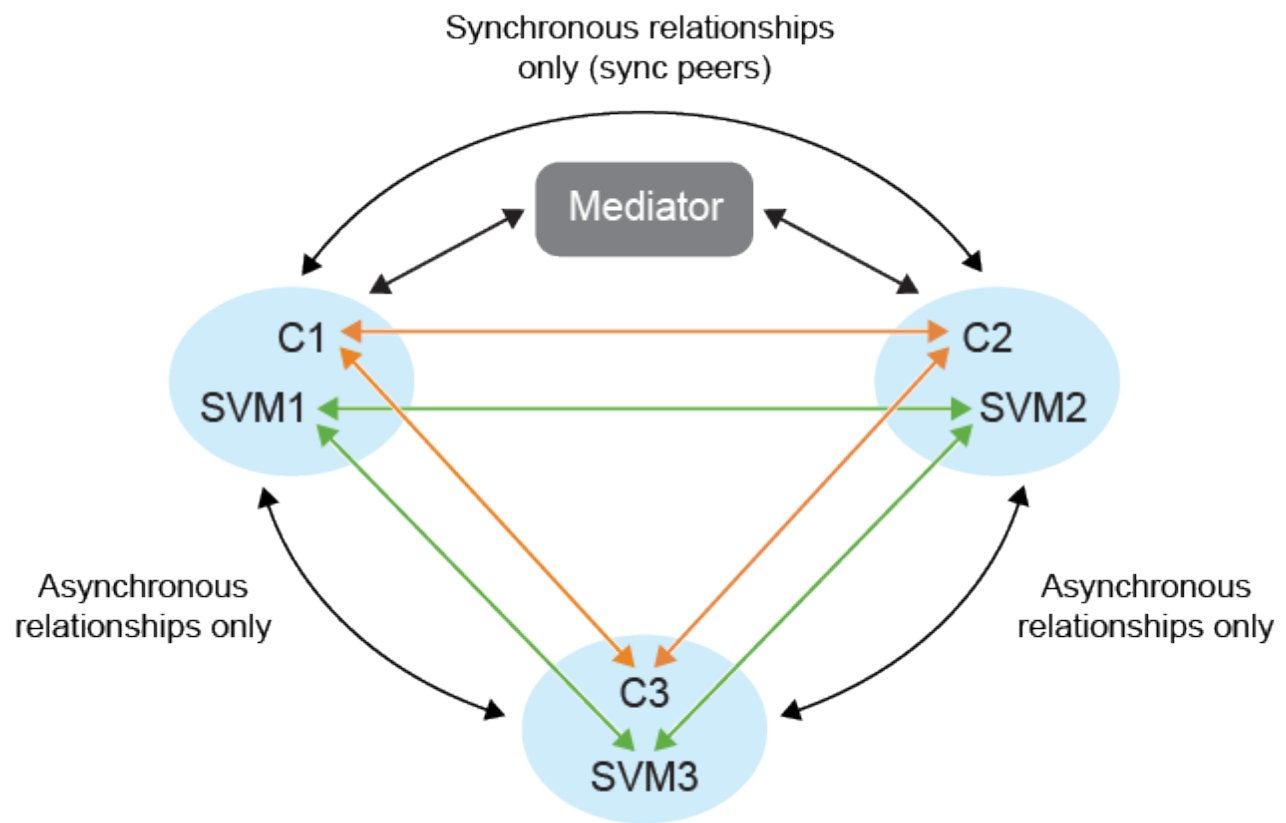 Synchronous relationships
only (sync peers)
Mediator
C1
C2
SVM1
SVM2
Asynchronous
relationships only
Asynchronous
relationships only
C3
SVM3